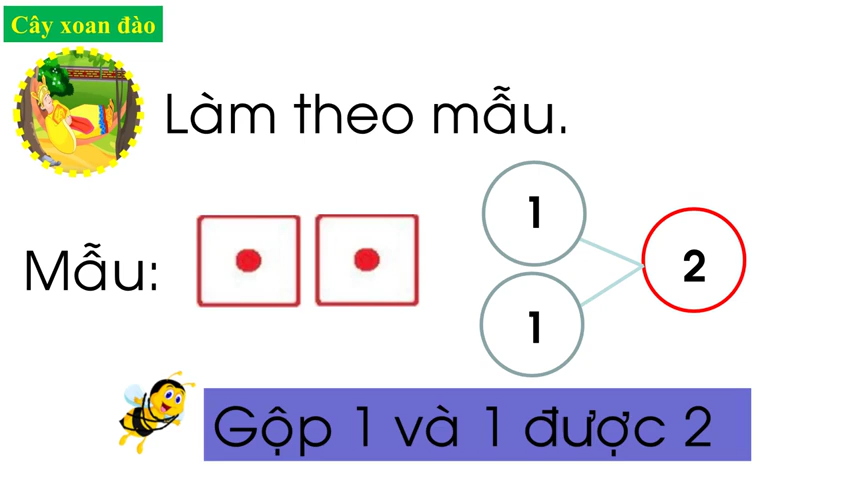 Cây xoan đào
Làm theo mẫu.
Mẫu:
1
1
2
Gộp 1 và 1 được 2